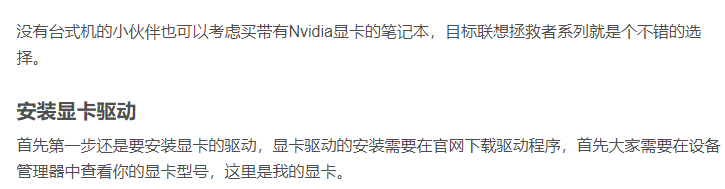 没有台式机的小伙伴也可以考虑买带有Nvidia显卡的笔记本，目标联想拯救者系列就是个不错的选
择。
安装显卡驱动
首先第一步还是要安装显卡的驱动，显卡驱动的安装需要在官网下载驱动程序，首先大家需要在设备
管理器中查看你的显卡型号，这里是我的显卡。